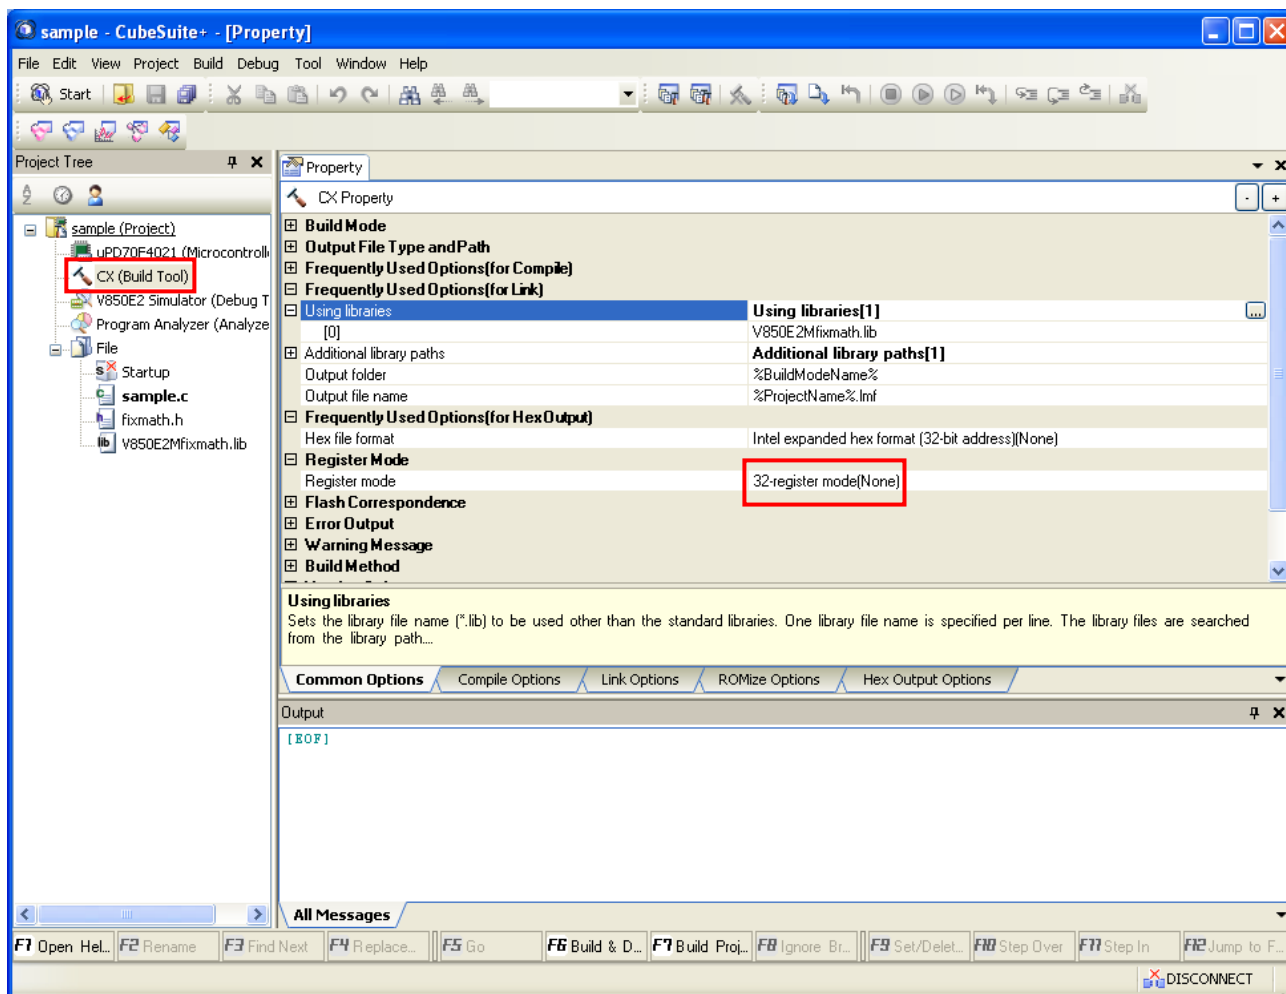 sample - CubeSuite+ - [Property]
File Edit View Project Build Debug Tool Window Help
Start
Project Tree
Property
CX Property
sample (Project)
uPD70F4021 (Microcontroll
CX (Build Tool)
V850E2 Simulator (Debug T
Program Analyzer (Analyze
File
Startup
sample.c
fixmath.h
V850E2Mfixmath.lib
Build Mode
Output File Type and Path
Frequently Used Options(for Compile)
Frequently Used Options(for Link)
Using libraries Using libraries[1]
[0] V850E2Mfixmath.lib
Additional library paths Additional library paths[1]
Output folder %BuildModeName%
Output file name %ProjectName%.lmf
Frequently Used Options(for Hex Output)
Hex file format Intel expanded hex format (32-bit address)(None)
Register Mode
Register mode 32-register mode(None)
Flash Correspondence
Error Output
Warning Message
Build Method
Using libraries
Sets the library file name (*.lib) to be used other than the standard libraries. One library file name is specified per line. The library files are searched
from the library path....
Common Options Compile Options Link Options ROMize Options Hex Output Options
Output
[EOF]
All Messages
F1 Open Hel... F2 Rename F3 Find Next F4 Replace... F5 Go F6 Build & D... F7 Build Proj... F8 Ignore Br... F9 Set/Delet... F10 Step Over F11 Step In F12 Jump to F...
DISCONNECT